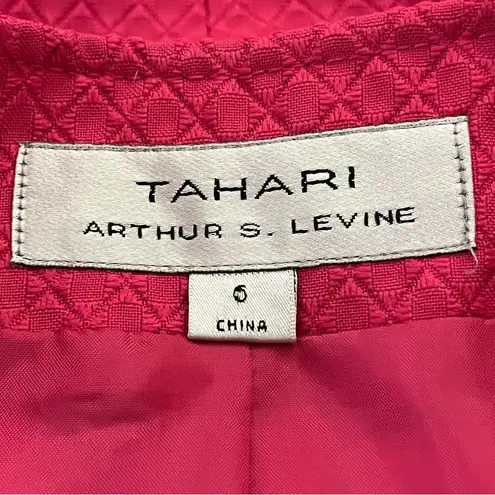 TAHARI
ARTHUR S. LEVINE
6
CHINA